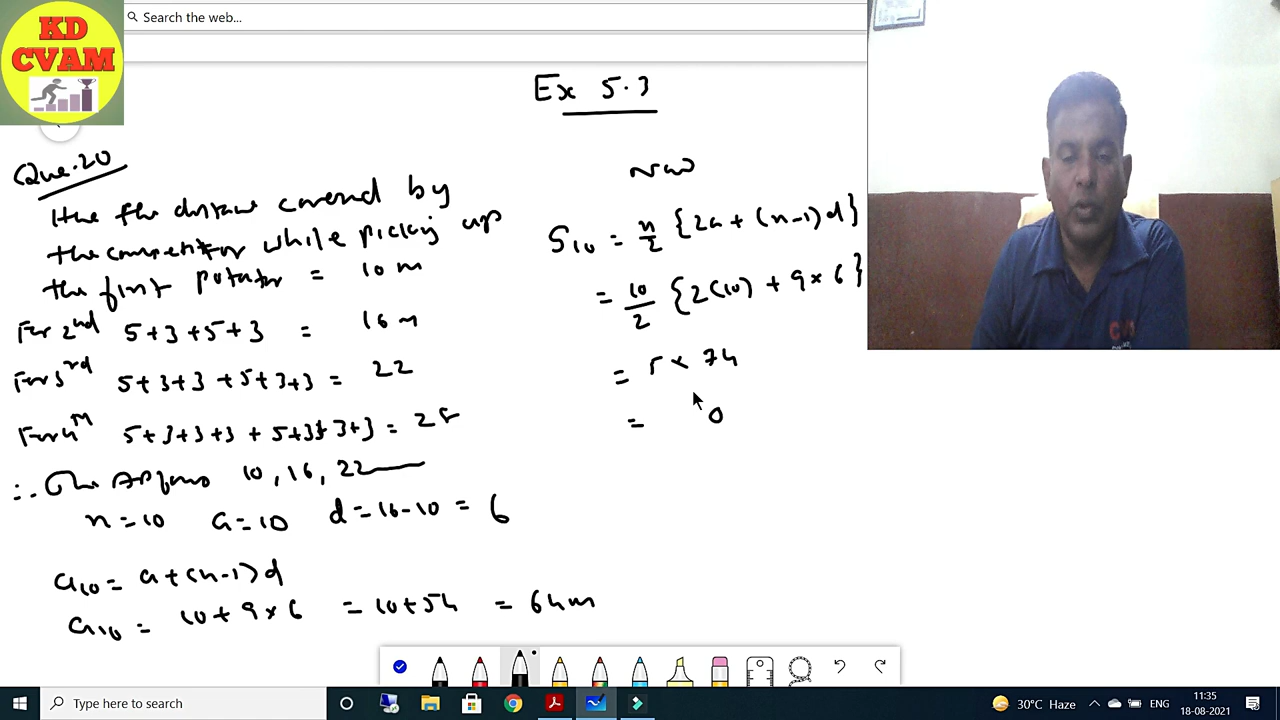 KD
CVAM
Search the web...
Ex 5.3
Que.20
the distance covered by
the competitor while picking up
the first potato = 10 m
For 2nd 5+3+5+3 = 16 m
For 3rd 5+3+3+5+3+3 = 22
For 4th 5+3+3+3+5+3+3+3 = 28
∴ The AP 10, 16, 22
n=10 a=10 d=16-10 = 6
a10 = a+(n-1)d
a10 = 10+9×6 = 10+54 = 64m
Now
S10 = n/2 {2a+(n-1)d}
= 10/2 {2(10)+9×6}
= 5×74
= 0
Type here to search
30°C Haze
ENG
11:35
18-08-2021